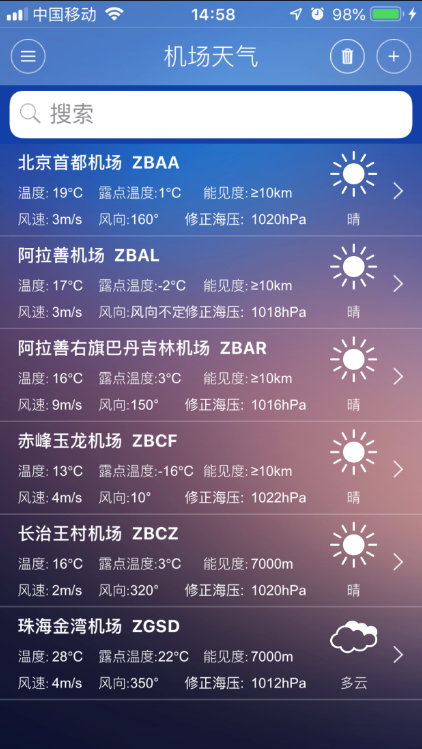 中国移动 14:58 98%
机场天气
搜索
北京首都机场 ZBAA
温度: 19°C 露点温度:1°C 能见度: ≥10km
风速: 3m/s 风向:160° 修正海压: 1020hPa 晴
阿拉善机场 ZBAL
温度: 17°C 露点温度:-2°C 能见度: ≥10km
风速: 3m/s 风向:风向不定修正海压: 1018hPa 晴
阿拉善右旗巴丹吉林机场 ZBAR
温度: 16°C 露点温度:3°C 能见度: ≥10km
风速: 9m/s 风向:150° 修正海压: 1016hPa 晴
赤峰玉龙机场 ZBCF
温度: 13°C 露点温度:-16°C 能见度: ≥10km
风速: 4m/s 风向:10° 修正海压: 1022hPa 晴
长治王村机场 ZBCZ
温度: 16°C 露点温度:3°C 能见度: 7000m
风速: 2m/s 风向:320° 修正海压: 1020hPa 晴
珠海金湾机场 ZGSD
温度: 28°C 露点温度:22°C 能见度: 7000m
风速: 4m/s 风向:350° 修正海压: 1012hPa 多云